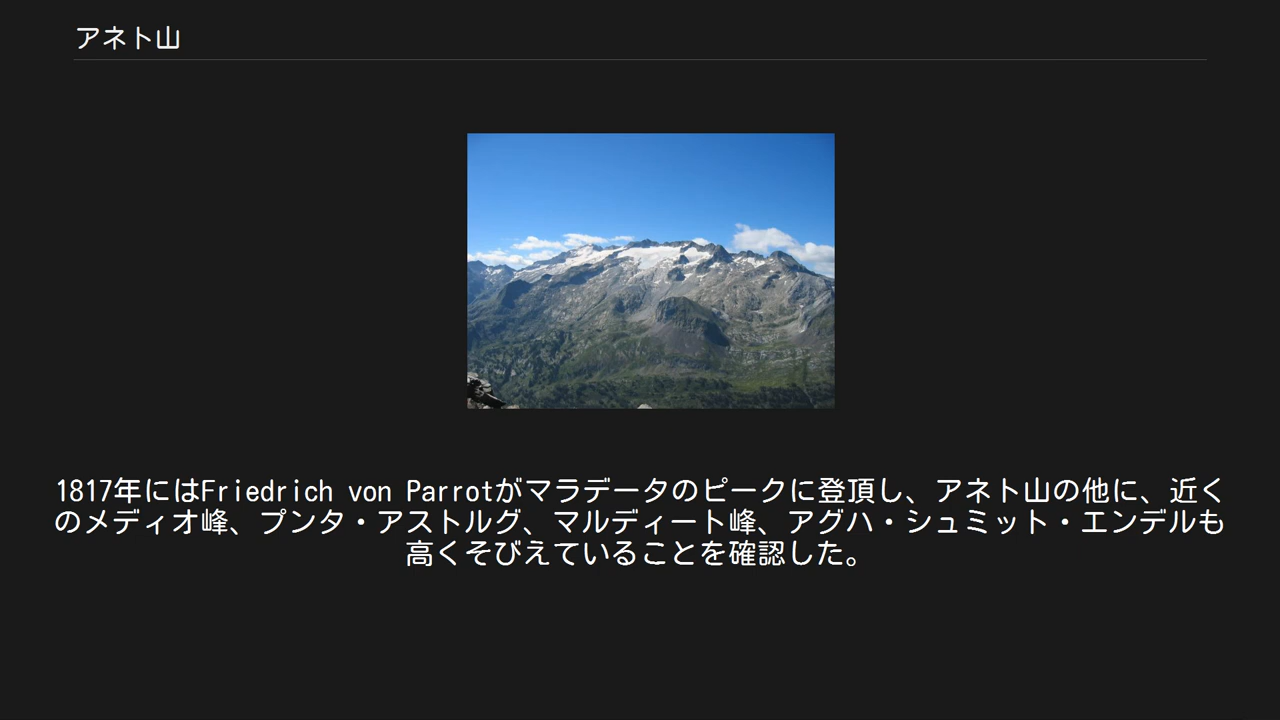 アネト山
1817年にはFriedrich von Parrotがマラデータのピークに登頂し、アネト山の他に、近く
のメディオ峰、プンタ・アストルグ、マルディート峰、アグハ・シュミット・エンデルも
高くそびえていることを確認した。